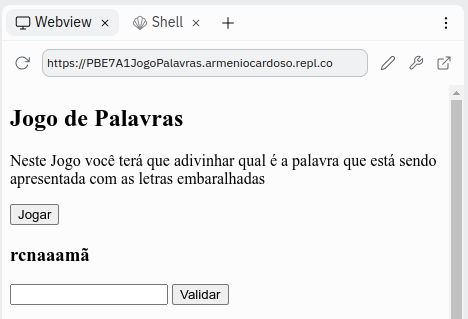 Webview × Shell × +
https://PBE7A1JogoPalavras.armeniocardoso.repl.co
Jogo de Palavras
Neste Jogo você terá que adivinhar qual é a palavra que está sendo
apresentada com as letras embaralhadas
Jogar
rcnaaamã
Validar